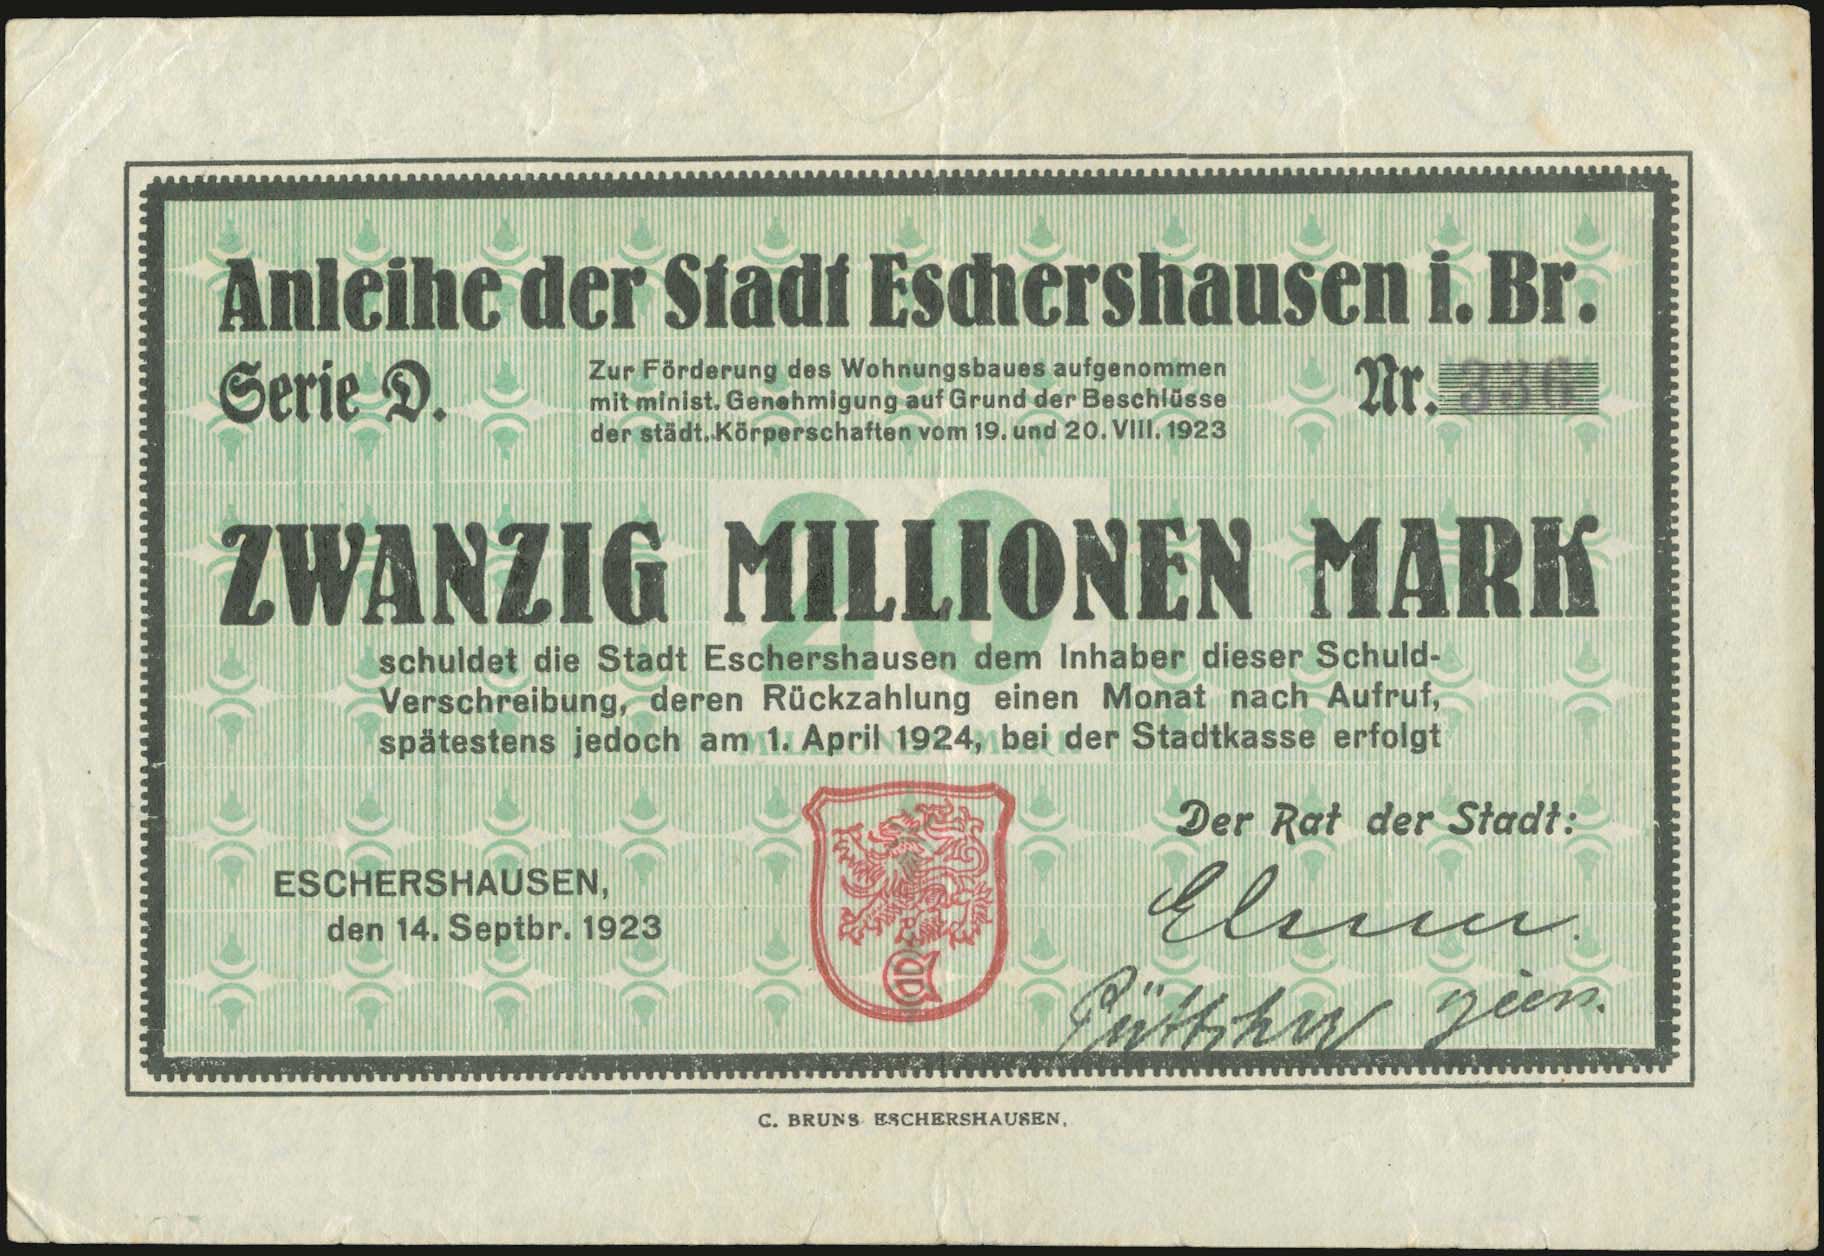 Anleihe der Stadt Eschershausen i. Br.
Serie D.
Zur Förderung des Wohnungsbaues aufgenommen
mit minist. Genehmigung auf Grund der Beschlüsse
der städt. Körperschaften vom 19. und 20. VIII. 1923
Nr. 336
20
ZWANZIG MILLIONEN MARK
schuldet die Stadt Eschershausen dem Inhaber dieser Schuld-
Verschreibung, deren Rückzahlung einen Monat nach Aufruf,
spätestens jedoch am 1. April 1924, bei der Stadtkasse erfolgt
MILLIONEN MARK
Der Rat der Stadt:
ESCHERSHAUSEN,
den 14. Septbr. 1923
C. BRUNS ESCHERSHAUSEN.